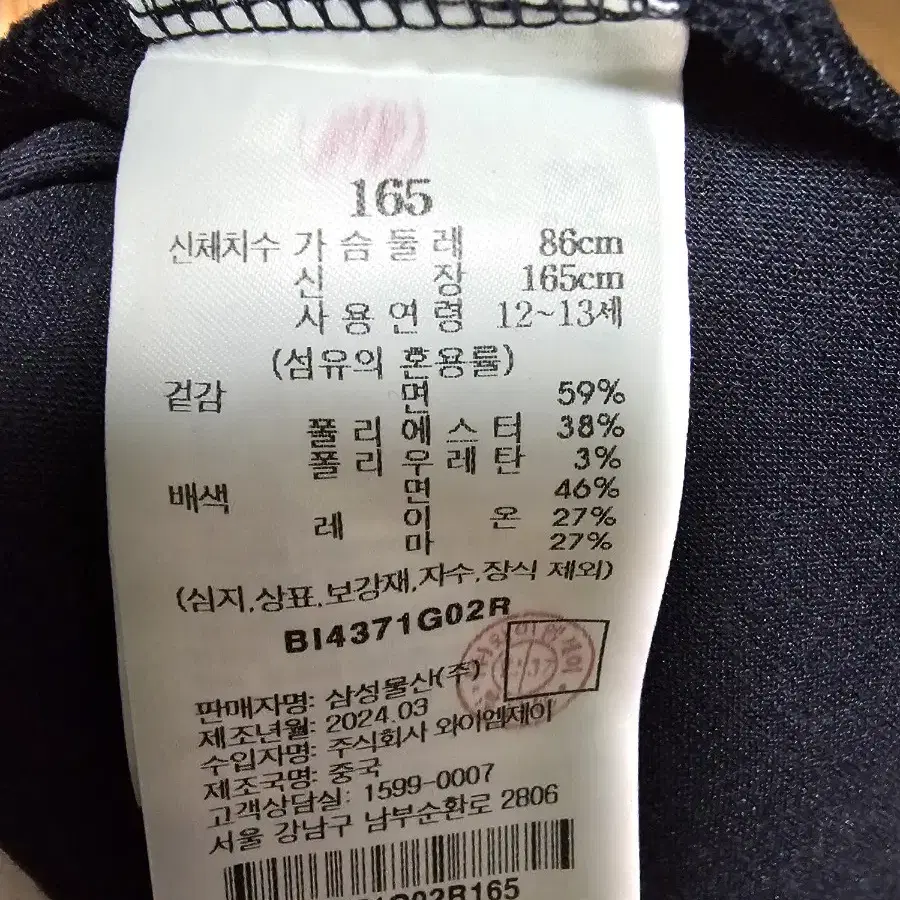 165
신체치수 가슴둘레 86cm
신장 165cm
사용연령 12~13세
(섬유의 혼용률)
겉감 면 59%
폴리에스터 38%
폴리우레탄 3%
배색 면 46%
레이온 27%
마 27%
(심지,상표,보강재,자수,장식 제외)
BI4371G02R
판매자명: 삼성물산(주)
제조년월: 2024.03
수입자명: 주식회사 와이엠제이
제조국명: 중국
고객상담실: 1599-0007
서울 강남구 남부순환로 2806
G02R165